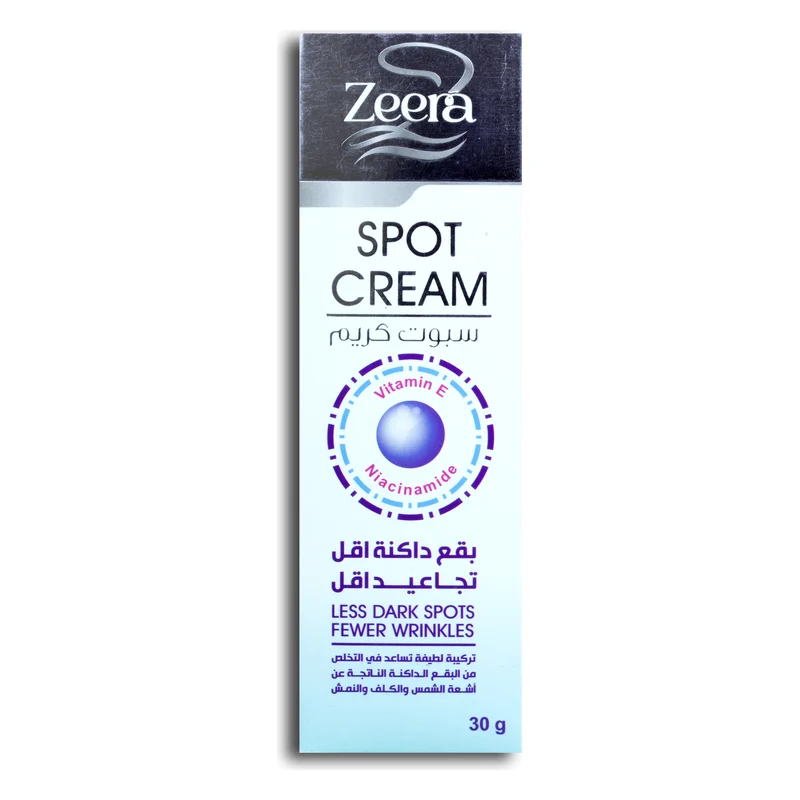 Zeera
SPOT
CREAM
سبوت كريم
Vitamin E
Niacinamide
بقع داكنة اقل
تجاعيد اقل
LESS DARK SPOTS
FEWER WRINKLES
تركيبة لطيفة تساعد في التخلص
من البقع الداكنة الناتجة عن
أشعة الشمس والكلف والنمش
30 g